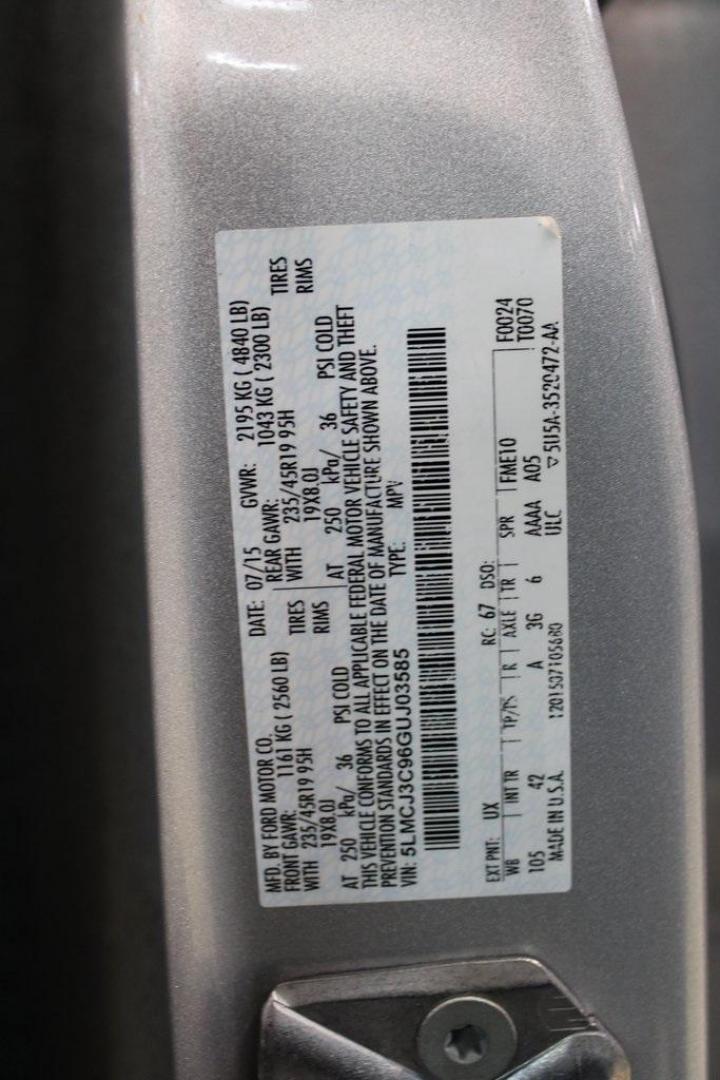 MFD. BY FORD MOTOR CO. DATE: 07/15 GVWR: 2195 KG ( 4840 LB)
FRONT GAWR: 1161 KG ( 2560 LB) REAR GAWR: 1043 KG ( 2300 LB)
WITH 235/45R19 95H TIRES WITH 235/45R19 95H TIRES
19X8.0J RIMS 19X8.0J RIMS
AT 250 kPa/ 36 PSI COLD AT 250 kPa/ 36 PSI COLD
THIS VEHICLE CONFORMS TO ALL APPLICABLE FEDERAL MOTOR VEHICLE SAFETY AND THEFT
PREVENTION STANDARDS IN EFFECT ON THE DATE OF MANUFACTURE SHOWN ABOVE.
VIN: 5LMCJ3C96GUJ03585 TYPE: MPV
EXT PNT: UX RC: 67 DSO:
WB INT TR TP/PS R AXLE TR SPR FME10 F0024
105 42 A 3G 6 AAAA A05 T0070
MADE IN U.S.A. 1201507105680 ULC 5U5A-3520472-AA